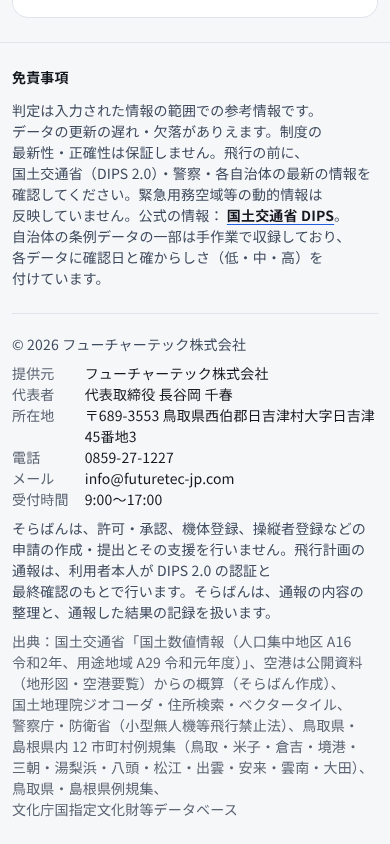 免責事項
判定は入力された情報の範囲での参考情報です。
データの更新の遅れ・欠落がありえます。制度の
最新性・正確性は保証しません。飛行の前に、
国土交通省（DIPS 2.0）・警察・各自治体の最新の情報を
確認してください。緊急用務空域等の動的情報は
反映していません。公式の情報： 国土交通省 DIPS。
自治体の条例データの一部は手作業で収録しており、
各データに確認日と確からしさ（低・中・高）を
付けています。
© 2026 フューチャーテック株式会社
提供元 フューチャーテック株式会社
代表者 代表取締役 長谷岡 千春
所在地 〒689-3553 鳥取県西伯郡日吉津村大字日吉津
45番地3
電話 0859-27-1227
メール info@futuretec-jp.com
受付時間 9:00〜17:00
そらばんは、許可・承認、機体登録、操縦者登録などの
申請の作成・提出とその支援を行いません。飛行計画の
通報は、利用者本人が DIPS 2.0 の認証と
最終確認のもとで行います。そらばんは、通報の内容の
整理と、通報した結果の記録を扱います。
出典：国土交通省「国土数値情報（人口集中地区 A16
令和2年、用途地域 A29 令和元年度）」、空港は公開資料
（地形図・空港要覧）からの概算（そらばん作成）、
国土地理院ジオコーダ・住所検索・ベクタータイル、
警察庁・防衛省（小型無人機等飛行禁止法）、鳥取県・
島根県内 12 市町村例規集（鳥取・米子・倉吉・境港・
三朝・湯梨浜・八頭・松江・出雲・安来・雲南・大田）、
鳥取県・島根県例規集、
文化庁国指定文化財等データベース